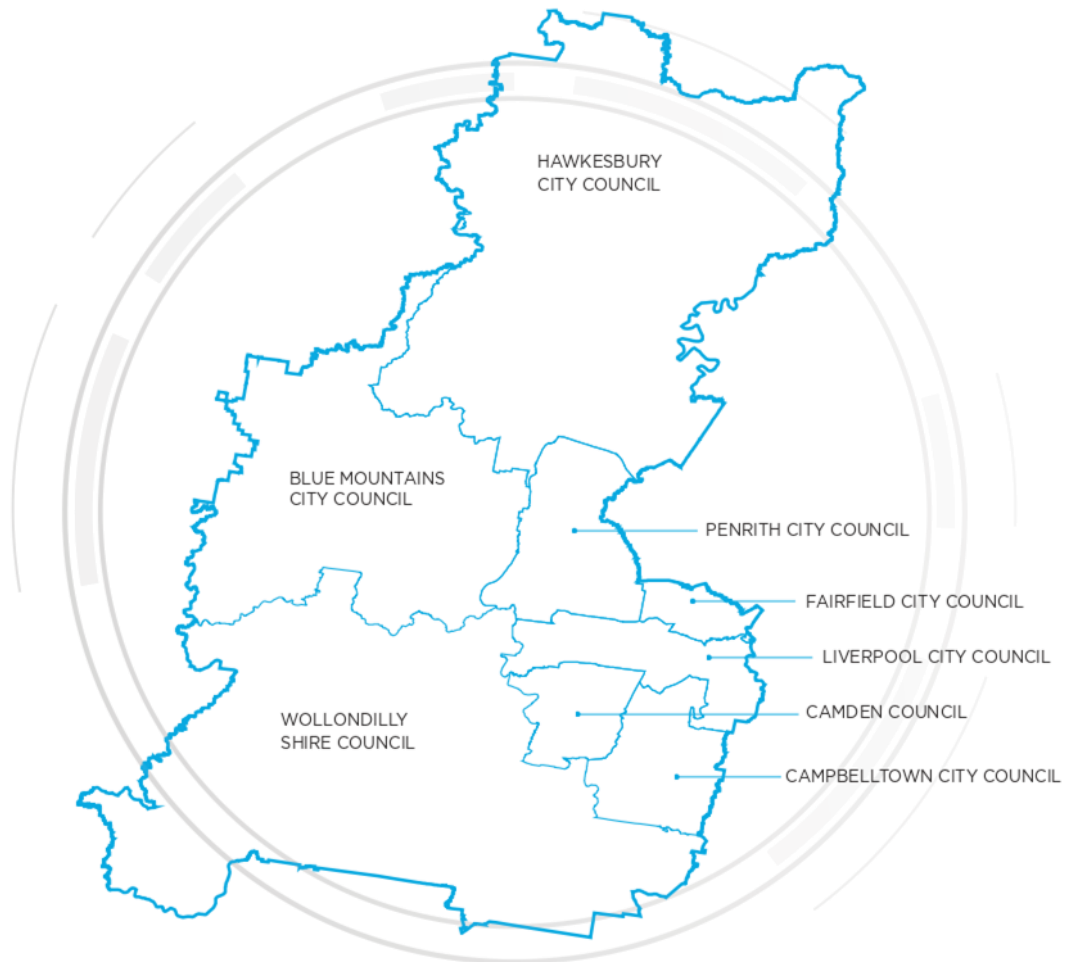 HAWKESBURY
CITY COUNCIL
BLUE MOUNTAINS
CITY COUNCIL
PENRITH CITY COUNCIL
FAIRFIELD CITY COUNCIL
LIVERPOOL CITY COUNCIL
WOLLONDILLY
SHIRE COUNCIL
CAMDEN COUNCIL
CAMPBELLTOWN CITY COUNCIL